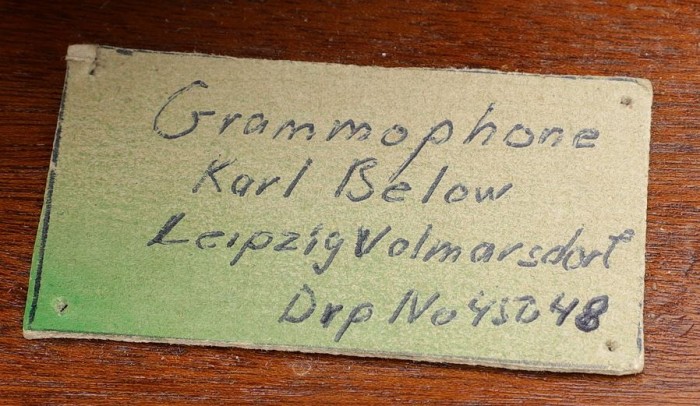 Grammophone
Karl Below
Leipzig Volmarsdorf
Drp No 45048